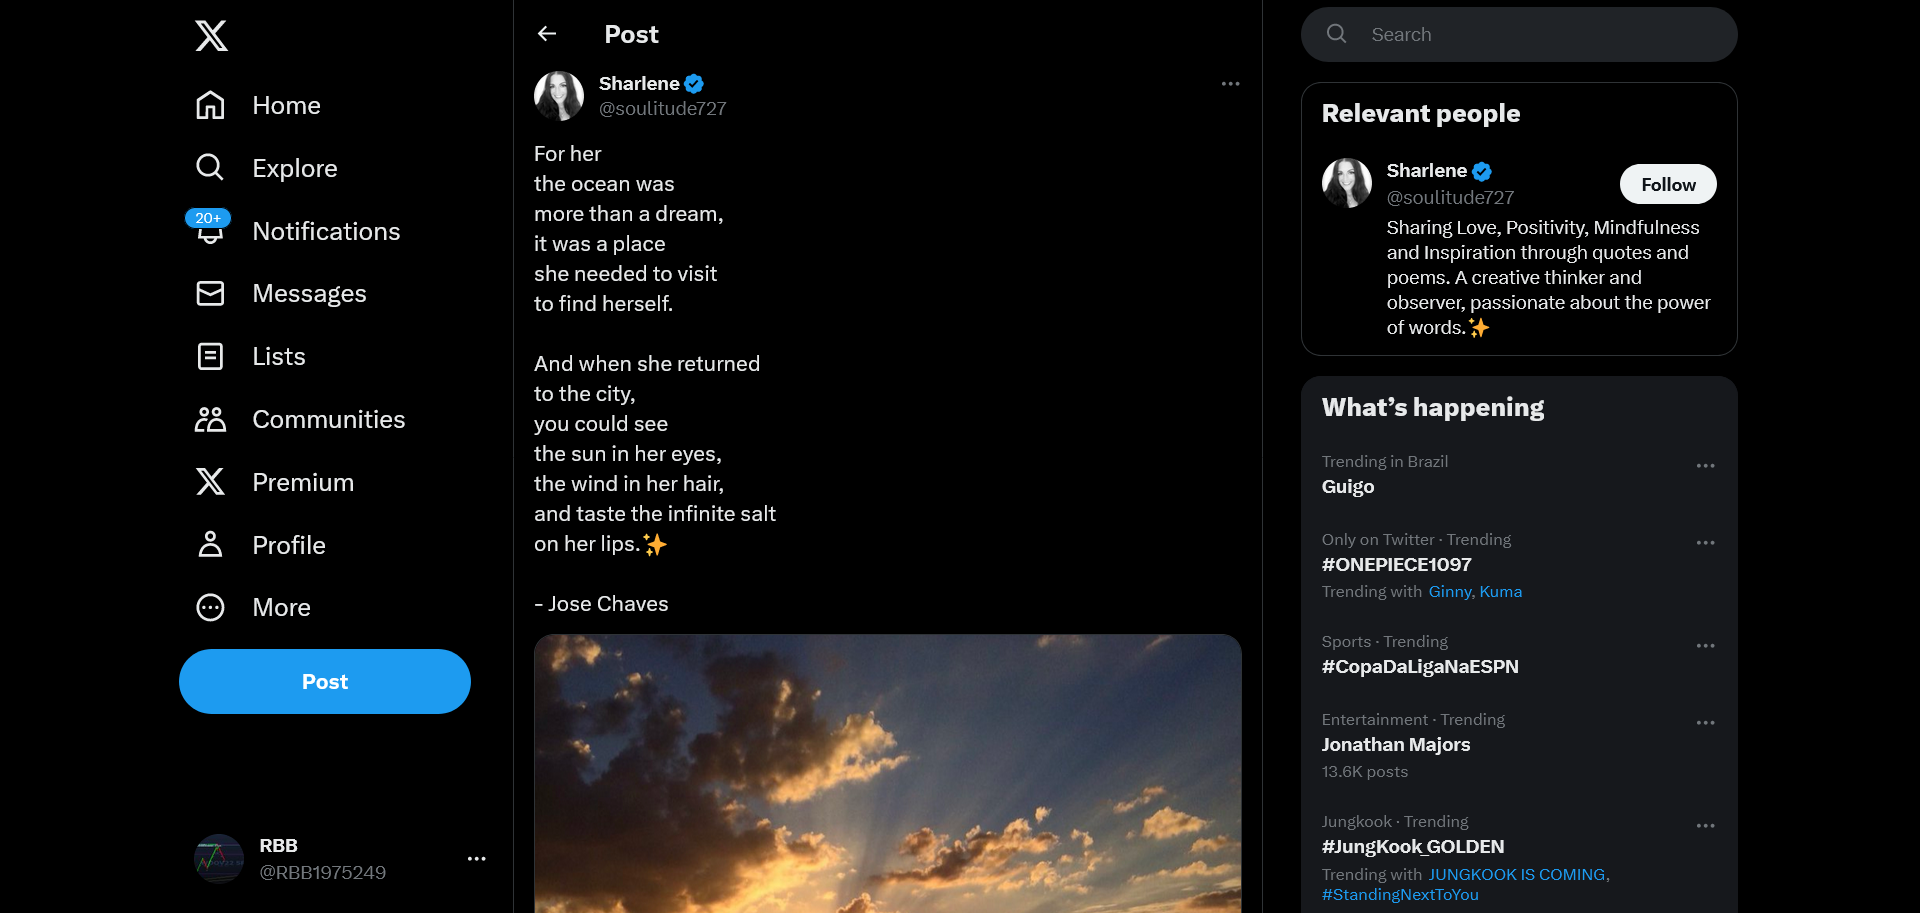 Home
Explore
20+
Notifications
Messages
Lists
Communities
Premium
Profile
More
Post
RBB
@RBB1975249
Post
Sharlene
@soulitude727
For her
the ocean was
more than a dream,
it was a place
she needed to visit
to find herself.
And when she returned
to the city,
you could see
the sun in her eyes,
the wind in her hair,
and taste the infinite salt
on her lips.✨
- Jose Chaves
Search
Relevant people
Sharlene
@soulitude727
Follow
Sharing Love, Positivity, Mindfulness
and Inspiration through quotes and
poems. A creative thinker and
observer, passionate about the power
of words.✨
What's happening
Trending in Brazil
Guigo
Only on Twitter · Trending
#ONEPIECE1097
Trending with Ginny, Kuma
Sports · Trending
#CopaDaLigaNaESPN
Entertainment · Trending
Jonathan Majors
13.6K posts
Jungkook · Trending
#JungKook_GOLDEN
Trending with JUNGKOOK IS COMING,
#StandingNextToYou